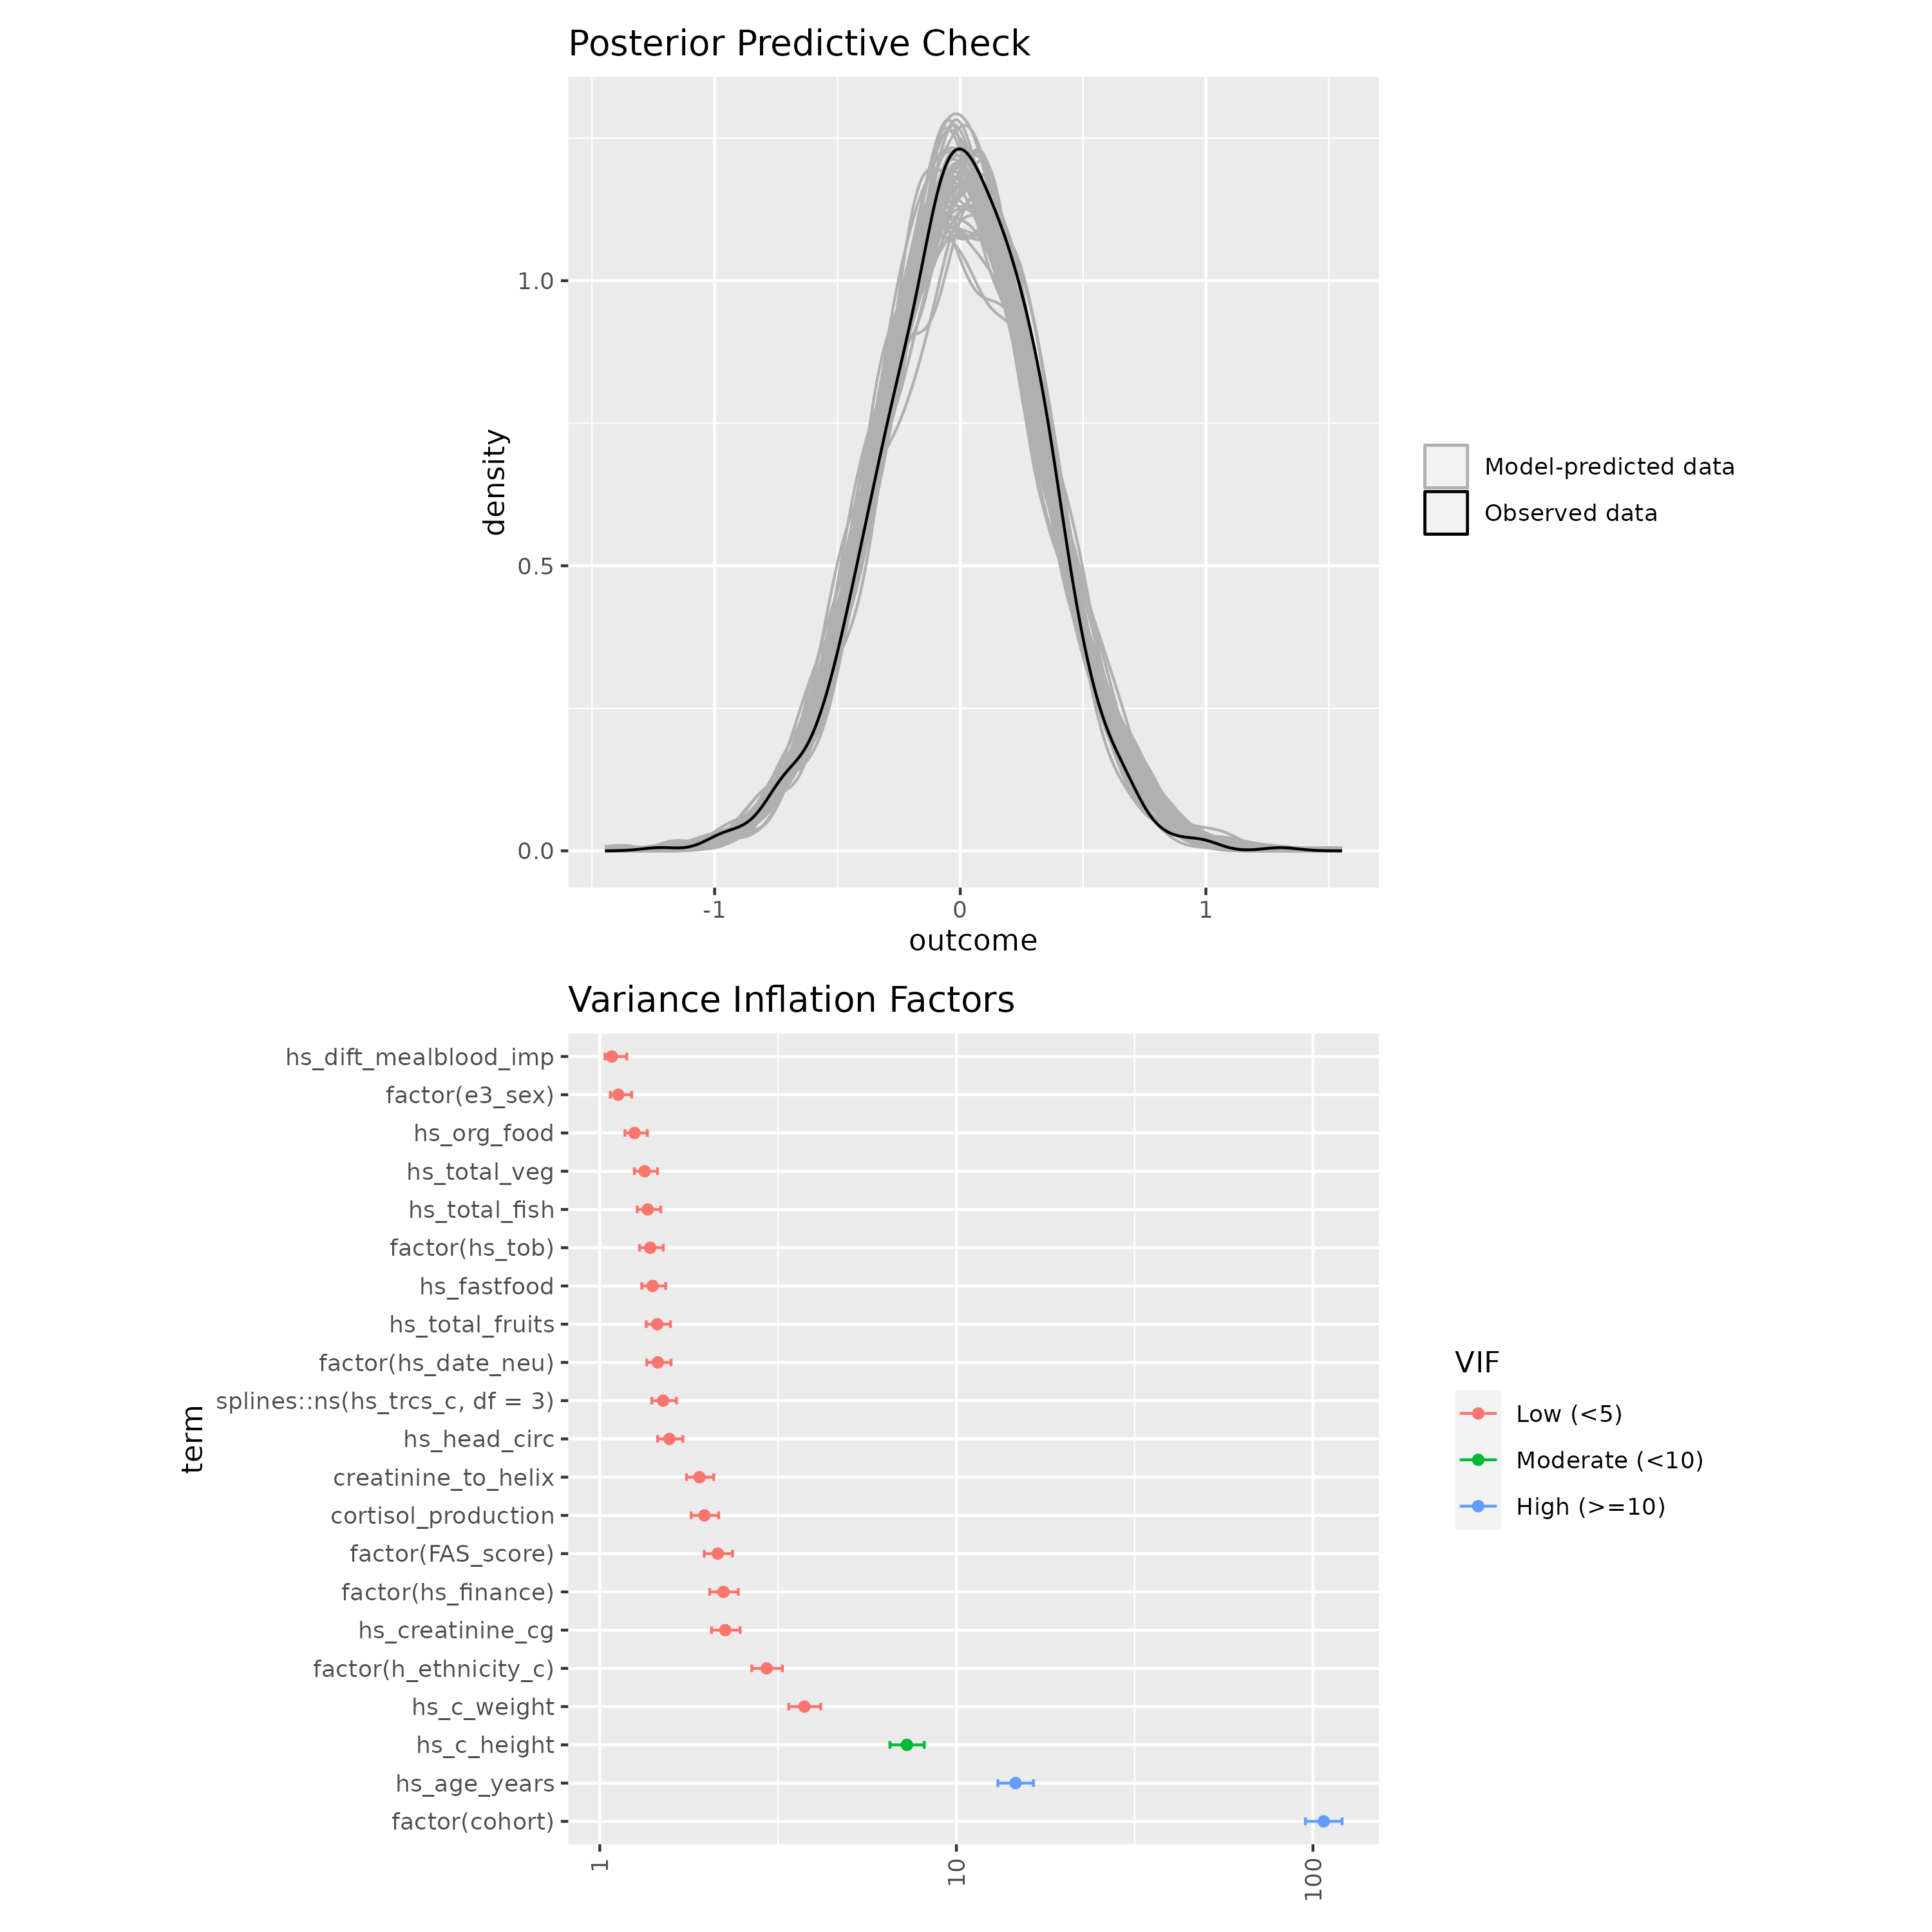 Posterior Predictive Check
density
1.0
0.5
0.0
-1
0
1
outcome
Model-predicted data
Observed data
Variance Inflation Factors
term
hs_dift_mealblood_imp
factor(e3_sex)
hs_org_food
hs_total_veg
hs_total_fish
factor(hs_tob)
hs_fastfood
hs_total_fruits
factor(hs_date_neu)
splines::ns(hs_trcs_c, df = 3)
hs_head_circ
creatinine_to_helix
cortisol_production
factor(FAS_score)
factor(hs_finance)
hs_creatinine_cg
factor(h_ethnicity_c)
hs_c_weight
hs_c_height
hs_age_years
factor(cohort)
1
10
100
VIF
Low (<5)
Moderate (<10)
High (>=10)